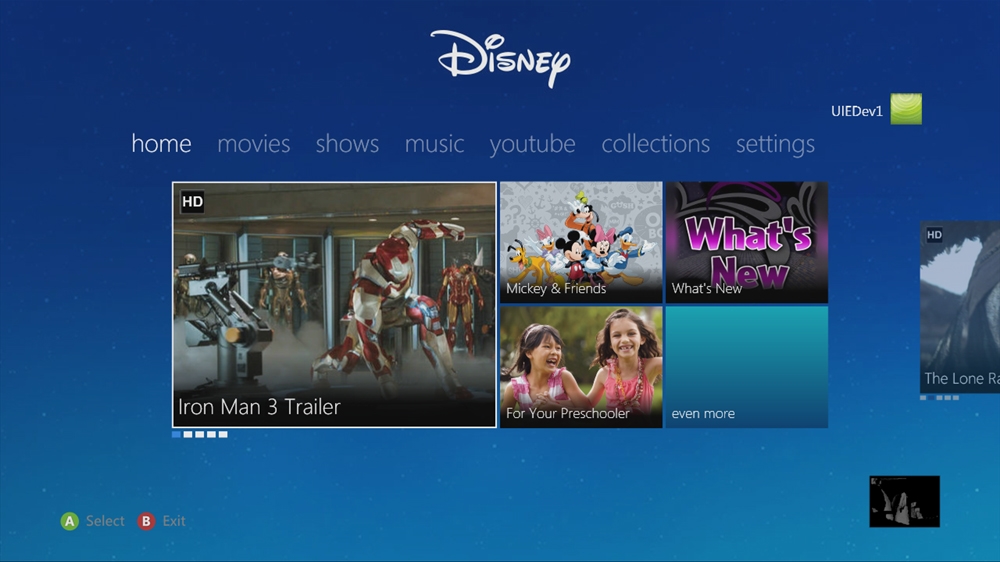 Disney
UIEDev1
home movies shows music youtube collections settings
HD
Iron Man 3 Trailer
Mickey & Friends
What's
New
What's New
For Your Preschooler
even more
HD
The Lone Ra
A Select B Exit